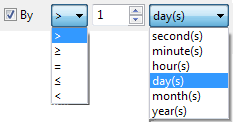 By > 1 day(s)
> second(s)
≥ minute(s)
= hour(s)
≤ day(s)
< month(s)
year(s)